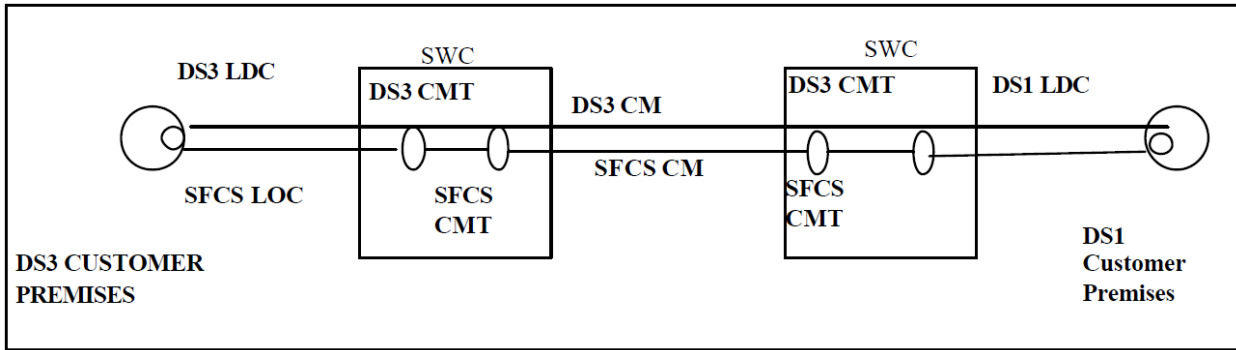 SWC
SWC
DS3 LDC
DS3 CMT
DS3 CM
DS3 CMT
DS1 LDC
SFCS LOC
SFCS
CMT
SFCS CM
SFCS
CMT
DS3 CUSTOMER
PREMISES
DS1
Customer
Premises